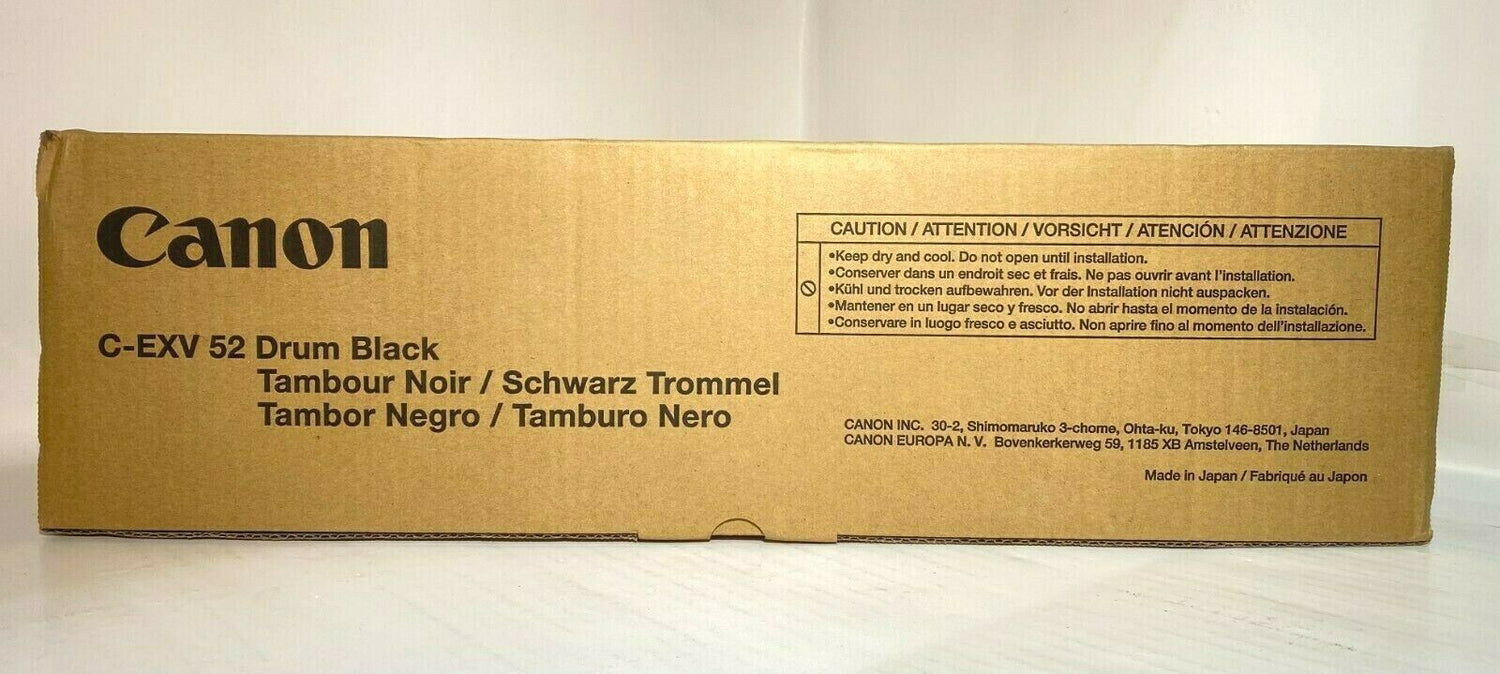 Canon
C-EXV 52 Drum Black
Tambour Noir / Schwarz Trommel
Tambor Negro / Tamburo Nero
CAUTION / ATTENTION / VORSICHT / ATENCIÓN / ATTENZIONE
•Keep dry and cool. Do not open until installation.
•Conserver dans un endroit sec et frais. Ne pas ouvrir avant l'installation.
•Kühl und trocken aufbewahren. Vor der Installation nicht auspacken.
•Mantener en un lugar seco y fresco. No abrir hasta el momento de la instalación.
•Conservare in luogo fresco e asciutto. Non aprire fino al momento dell'installazione.
CANON INC. 30-2, Shimomaruko 3-chome, Ohta-ku, Tokyo 146-8501, Japan
CANON EUROPA N. V. Bovenkerkerweg 59, 1185 XB Amstelveen, The Netherlands
Made in Japan / Fabriqué au Japon